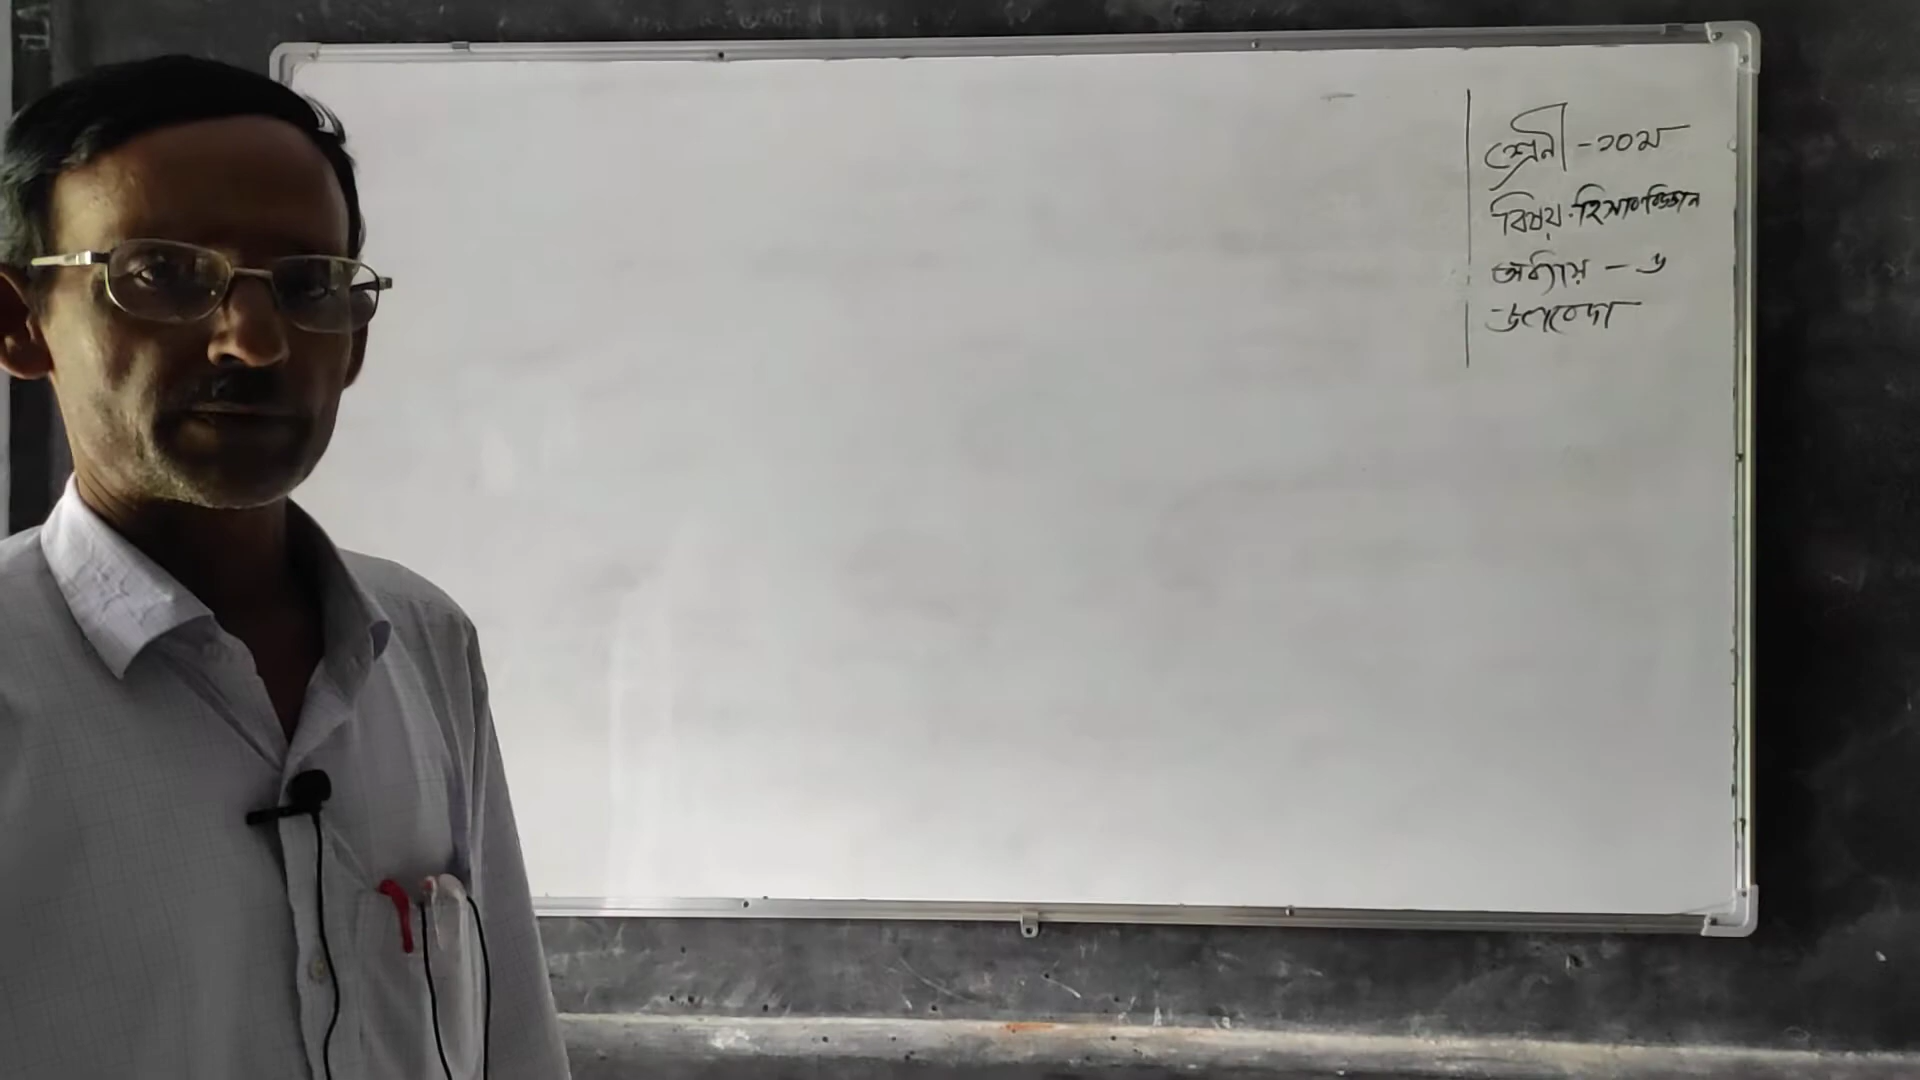 শ্রেনী - ১০ম
বিষয় - হিসাববিজ্ঞান
অধ্যায় - ৬
জাবেদা